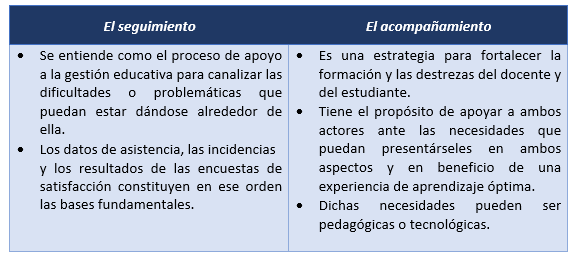 El seguimiento
• Se entiende como el proceso de apoyo
a la gestión educativa para canalizar las
dificultades o problemáticas que
puedan estar dándose alrededor de
ella.
• Los datos de asistencia, las incidencias
y los resultados de las encuestas de
satisfacción constituyen en ese orden
las bases fundamentales.
El acompañamiento
• Es una estrategia para fortalecer la
formación y las destrezas del docente y
del estudiante.
• Tiene el propósito de apoyar a ambos
actores ante las necesidades que
puedan presentárseles en ambos
aspectos y en beneficio de una
experiencia de aprendizaje óptima.
• Dichas necesidades pueden ser
pedagógicas o tecnológicas.